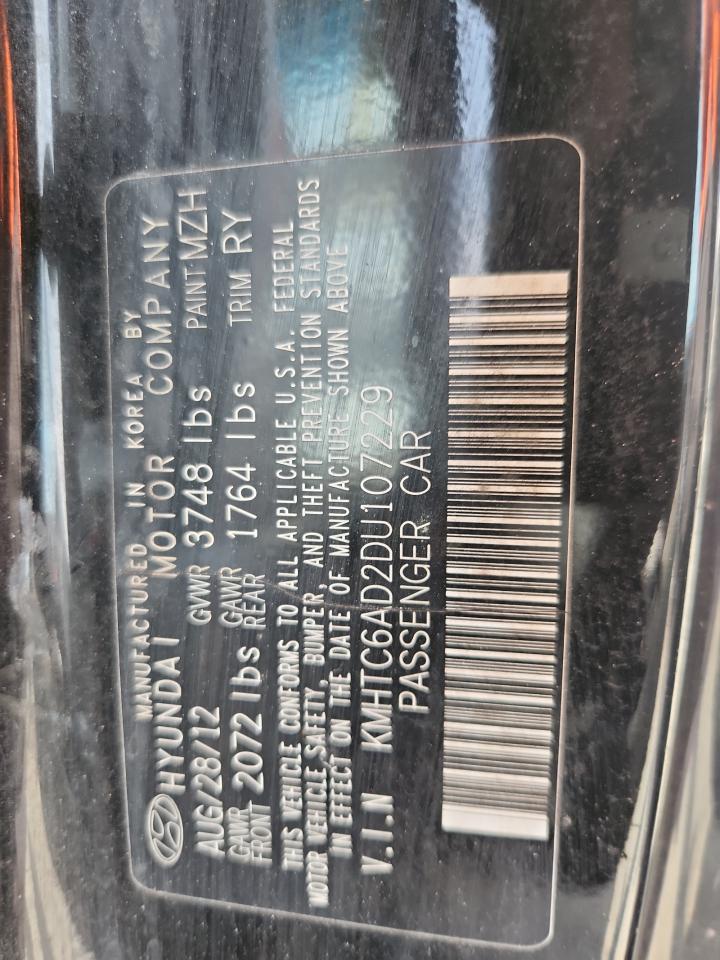 MANUFACTURED IN KOREA BY
HYUNDAI MOTOR COMPANY
AUG/28/12 GVWR 3748 lbs PAINT MZH
GAWR FRONT 2072 lbs GAWR REAR 1764 lbs TRIM RY
THIS VEHICLE CONFORMS TO ALL APPLICABLE U.S.A. FEDERAL
MOTOR VEHICLE SAFETY, BUMPER, AND THEFT PREVENTION STANDARDS
IN EFFECT ON THE DATE OF MANUFACTURE SHOWN ABOVE
V.I.N KMHTC6AD2DU107229
PASSENGER CAR